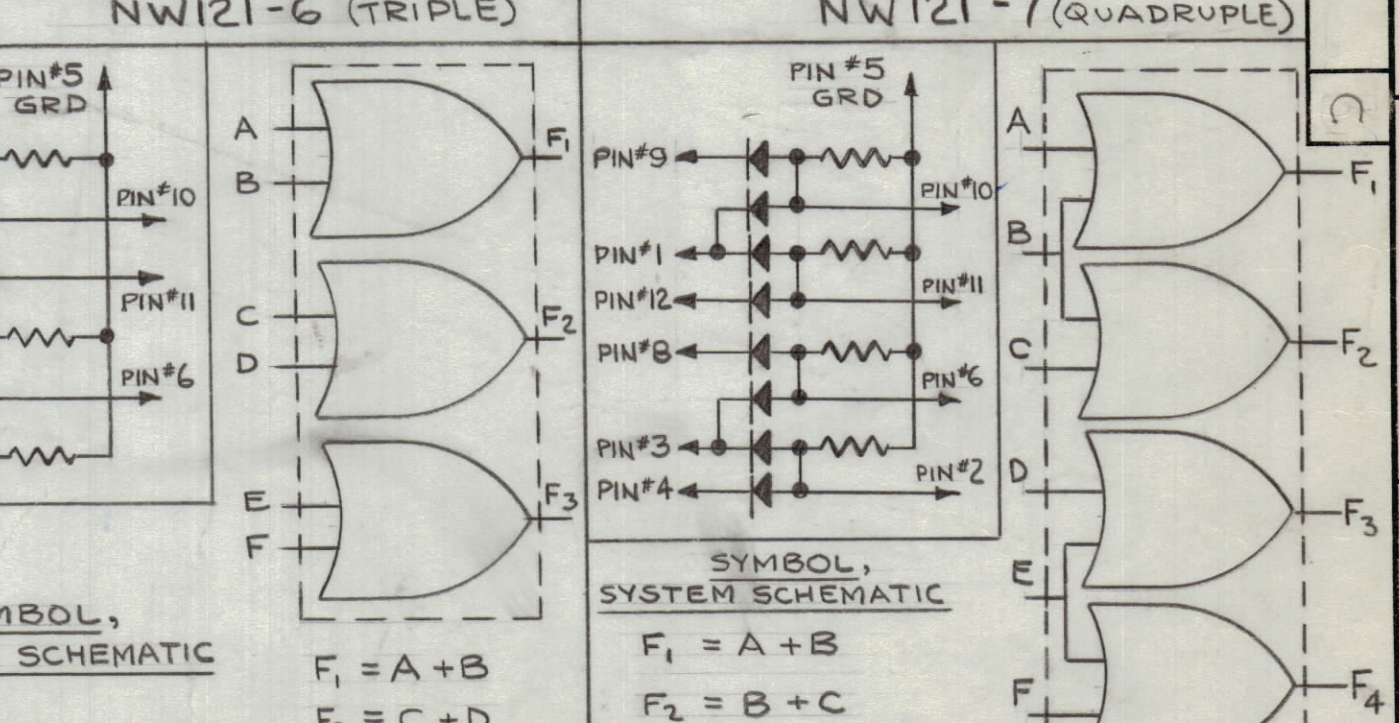 NW121-6 (TRIPLE)
PIN#5
GRD
PIN#10
PIN#11
PIN#6
SCHEMATIC
A
B
F1
C
D
F2
E
F
F3
F1 = A + B
= C + D
NW121-7 (QUADRUPLE)
PIN #5
GRD
PIN#9
PIN#10
PIN#1
PIN#12
PIN#11
PIN#8
PIN#6
PIN#3
PIN#4
PIN#2
SYMBOL,
SYSTEM SCHEMATIC
F1 = A + B
F2 = B + C
A
B
F1
C
F2
D
F3
E
F
F4
C